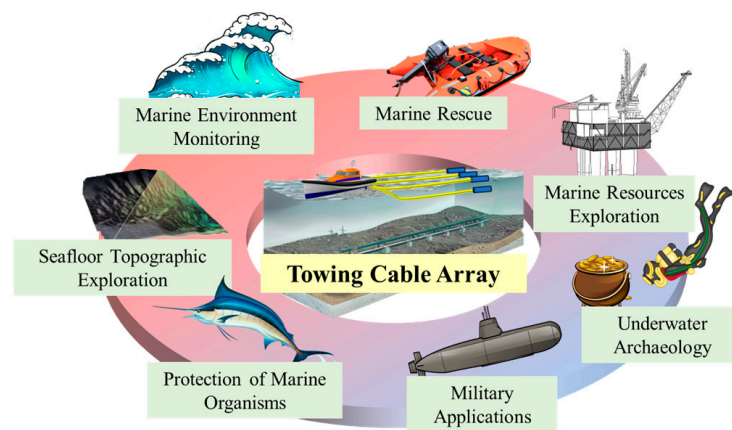 Marine Environment
Monitoring
Marine Rescue
Marine Resources
Exploration
Seafloor Topographic
Exploration
Towing Cable Array
Underwater
Archaeology
Protection of Marine
Organisms
Military
Applications